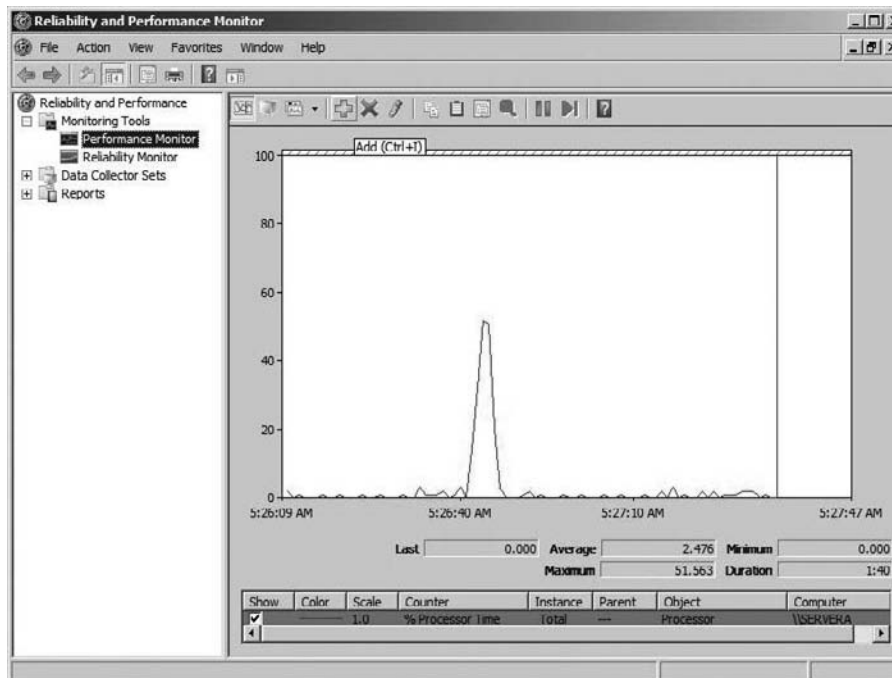 Reliability and Performance Monitor
File Action View Favorites Window Help
Reliability and Performance
Monitoring Tools
Performance Monitor
Reliability Monitor
Data Collector Sets
Reports
Add (Ctrl+I)
100
80
60
40
20
0
5:26:09 AM 5:26:40 AM 5:27:10 AM 5:27:47 AM
Last 0.000 Average 2.476 Minimum 0.000
Maximum 51.563 Duration 1:40
Show Color Scale Counter Instance Parent Object Computer
1.0 % Processor Time _Total --- Processor \\SERVERA